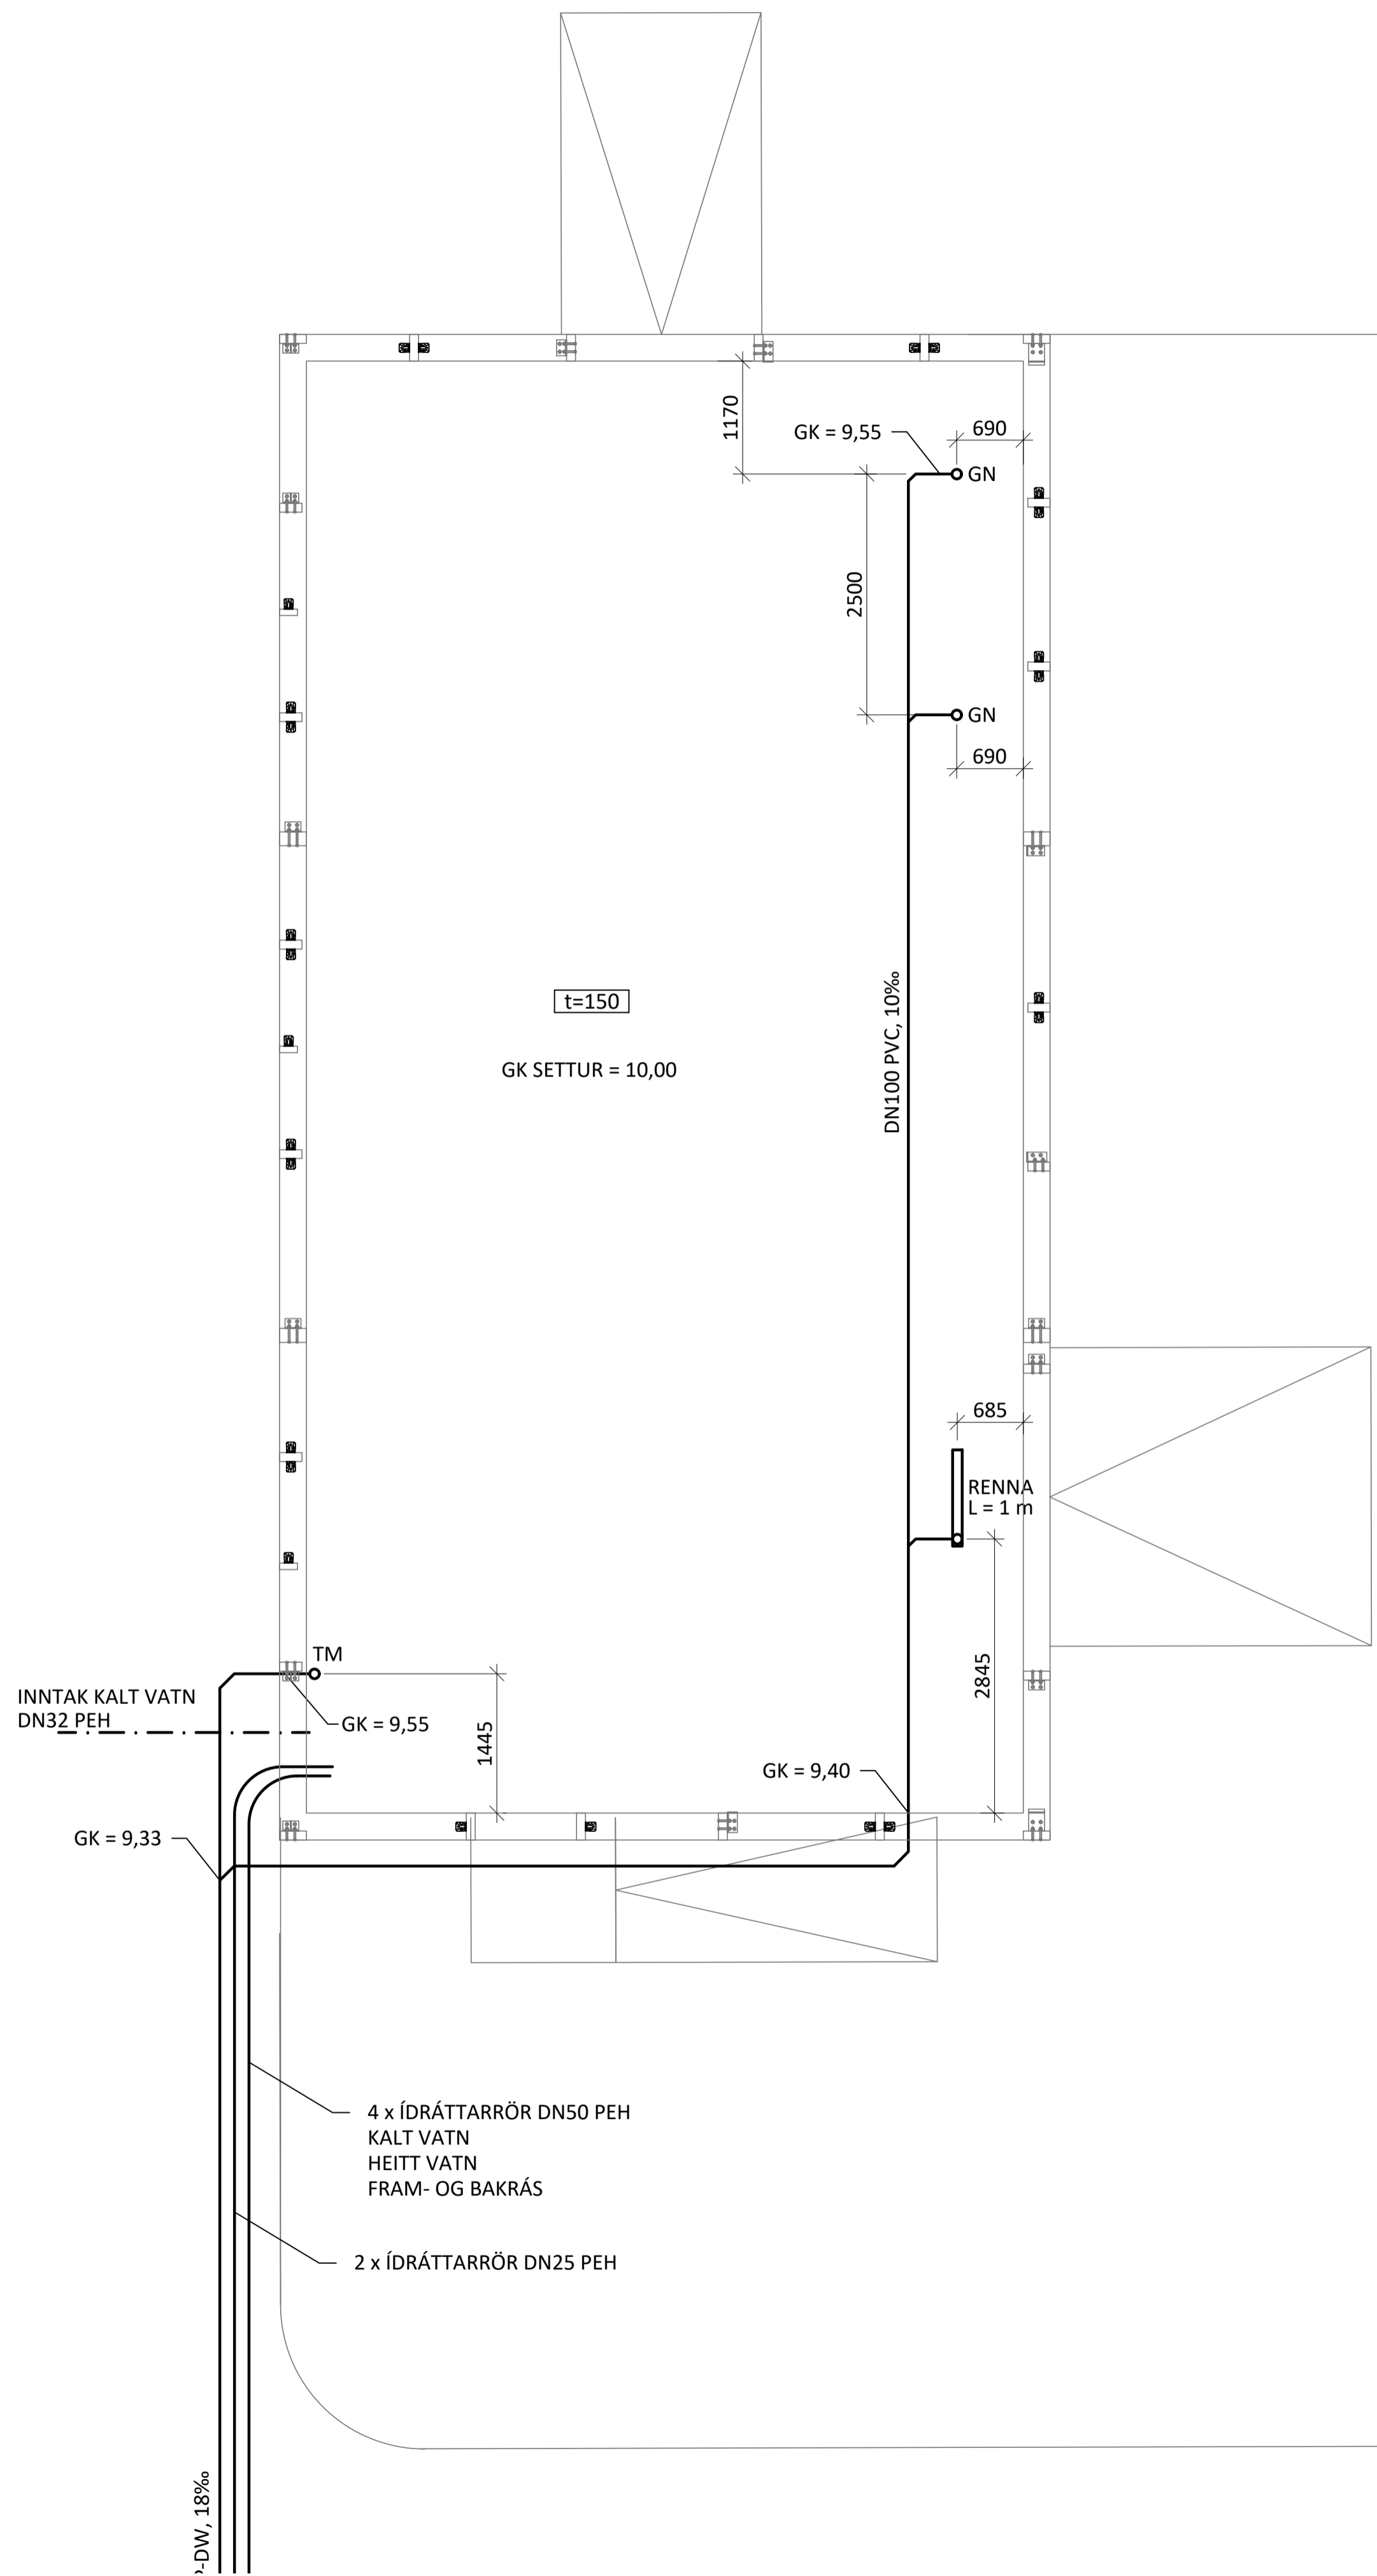 1170
GK = 9,55
690
GN
2500
GN
690
DN100 PVC, 10‰
t=150
GK SETTUR = 10,00
685
RENNA
L = 1 m
TM
INNTAK KALT VATN
DN32 PEH
GK = 9,55
1445
2845
GK = 9,40
GK = 9,33
4 x ÍDRÁTTARRÖR DN50 PEH
KALT VATN
HEITT VATN
FRAM- OG BAKRÁS
2 x ÍDRÁTTARRÖR DN25 PEH
P-DW, 18‰